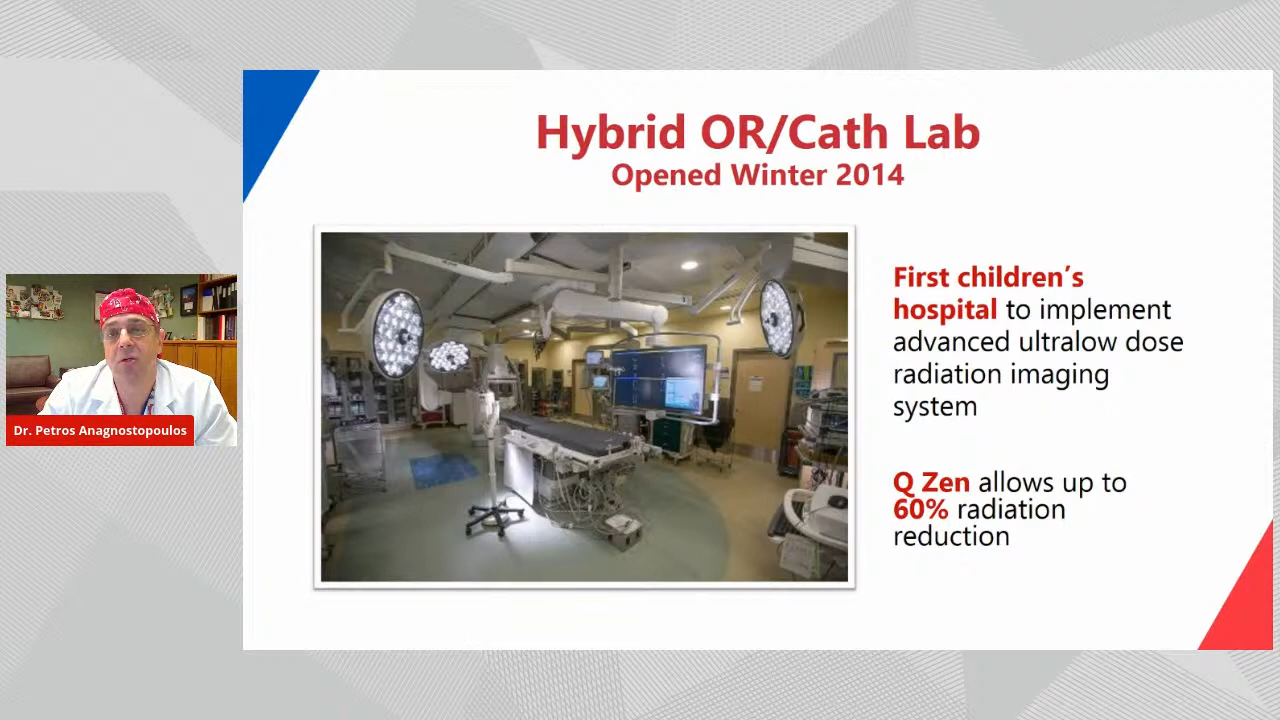 Hybrid OR/Cath Lab
Opened Winter 2014
First children's
hospital to implement
advanced ultralow dose
radiation imaging
system
Q Zen allows up to
60% radiation
reduction
Dr. Petros Anagnostopoulos